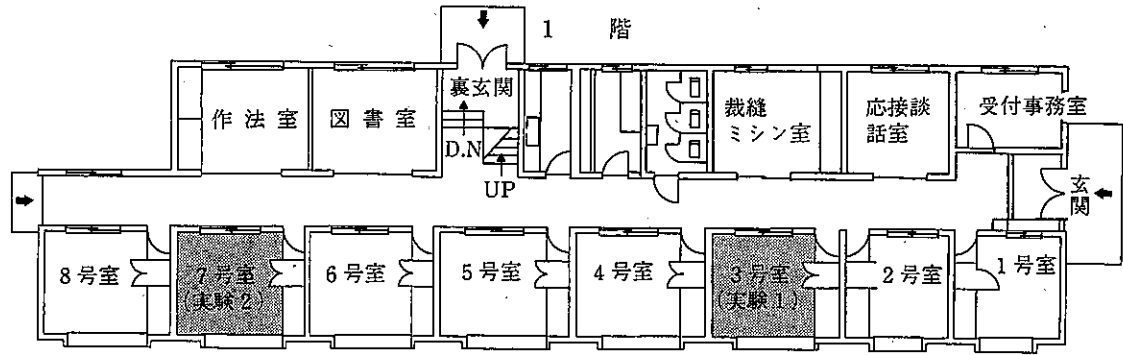 1 階
作法室
図書室
裏玄関
D.N
UP
裁縫
ミシン室
応接談
話室
受付事務室
玄関
8号室
7号室
(実験2)
6号室
5号室
4号室
3号室
(実験1)
2号室
1号室